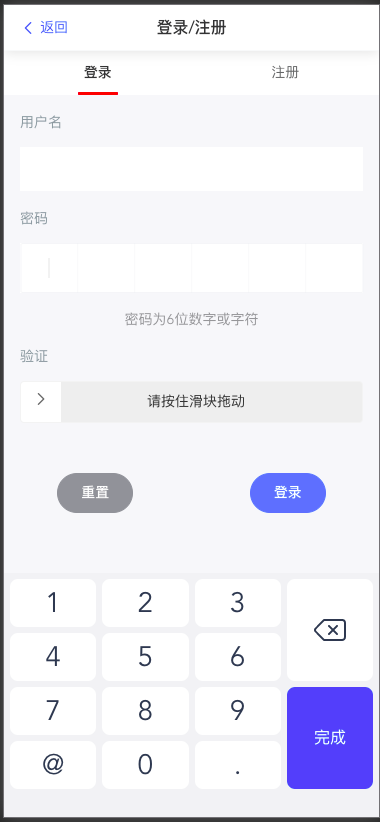 返回
登录/注册
登录 注册
用户名
密码
密码为6位数字或字符
验证
请按住滑块拖动
重置 登录
1 2 3
4 5 6
7 8 9
完成
@ 0 .